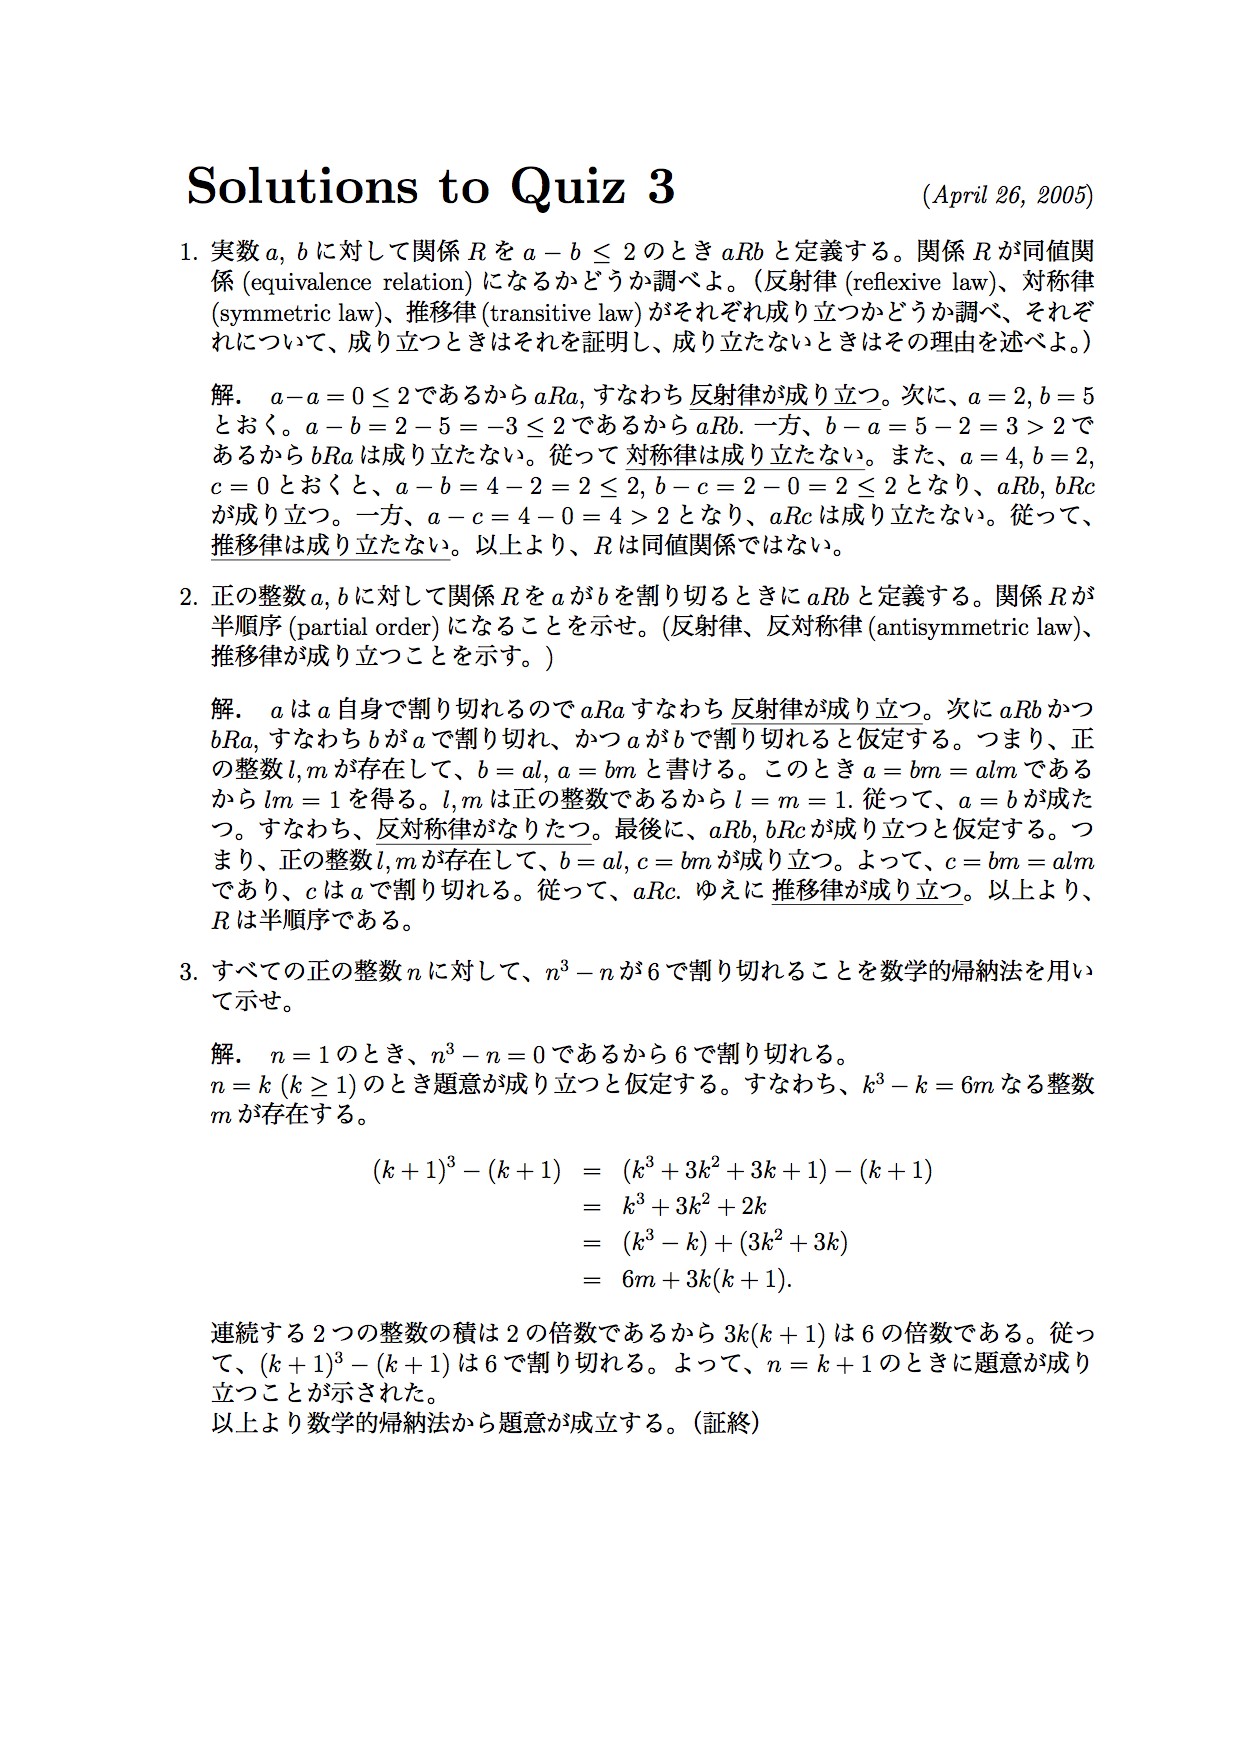 Solutions to Quiz 3 (April 26, 2005)
1. 実数 a, b に対して関係 R を a − b ≤ 2 のとき aRb と定義する。関係 R が同値関
係 (equivalence relation) になるかどうか調べよ。（反射律 (reflexive law)、対称律
(symmetric law)、推移律 (transitive law) がそれぞれ成り立つかどうか調べ、それぞ
れについて、成り立つときはそれを証明し、成り立たないときはその理由を述べよ。）
解． a−a = 0 ≤ 2 であるから aRa, すなわち 反射律が成り立つ。次に、a = 2, b = 5
とおく。a − b = 2 − 5 = −3 ≤ 2 であるから aRb. 一方、b − a = 5 − 2 = 3 > 2 で
あるから bRa は成り立たない。従って 対称律は成り立たない。また、a = 4, b = 2,
c = 0 とおくと、a − b = 4 − 2 = 2 ≤ 2, b − c = 2 − 0 = 2 ≤ 2 となり、aRb, bRc
が成り立つ。一方、a − c = 4 − 0 = 4 > 2 となり、aRc は成り立たない。従って、
推移律は成り立たない。以上より、R は同値関係ではない。
2. 正の整数 a, b に対して関係 R を a が b を割り切るときに aRb と定義する。関係 R が
半順序 (partial order) になることを示せ。(反射律、反対称律 (antisymmetric law)、
推移律が成り立つことを示す。)
解． a は a 自身で割り切れるので aRa すなわち 反射律が成り立つ。次に aRb かつ
bRa, すなわち b が a で割り切れ、かつ a が b で割り切れると仮定する。つまり、正
の整数 l, m が存在して、b = al, a = bm と書ける。このとき a = bm = alm である
から lm = 1 を得る。l, m は正の整数であるから l = m = 1. 従って、a = b が成た
つ。すなわち、反対称律がなりたつ。最後に、aRb, bRc が成り立つと仮定する。つ
まり、正の整数 l, m が存在して、b = al, c = bm が成り立つ。よって、c = bm = alm
であり、c は a で割り切れる。従って、aRc. ゆえに 推移律が成り立つ。以上より、
R は半順序である。
3. すべての正の整数 n に対して、n³ − n が 6 で割り切れることを数学的帰納法を用い
て示せ。
解． n = 1 のとき、n³ − n = 0 であるから 6 で割り切れる。
n = k (k ≥ 1) のとき題意が成り立つと仮定する。すなわち、k³ − k = 6m なる整数
m が存在する。
(k + 1)³ − (k + 1) = (k³ + 3k² + 3k + 1) − (k + 1)
= k³ + 3k² + 2k
= (k³ − k) + (3k² + 3k)
= 6m + 3k(k + 1).
連続する 2 つの整数の積は 2 の倍数であるから 3k(k + 1) は 6 の倍数である。従っ
て、(k + 1)³ − (k + 1) は 6 で割り切れる。よって、n = k + 1 のときに題意が成り
立つことが示された。
以上より数学的帰納法から題意が成立する。（証終）